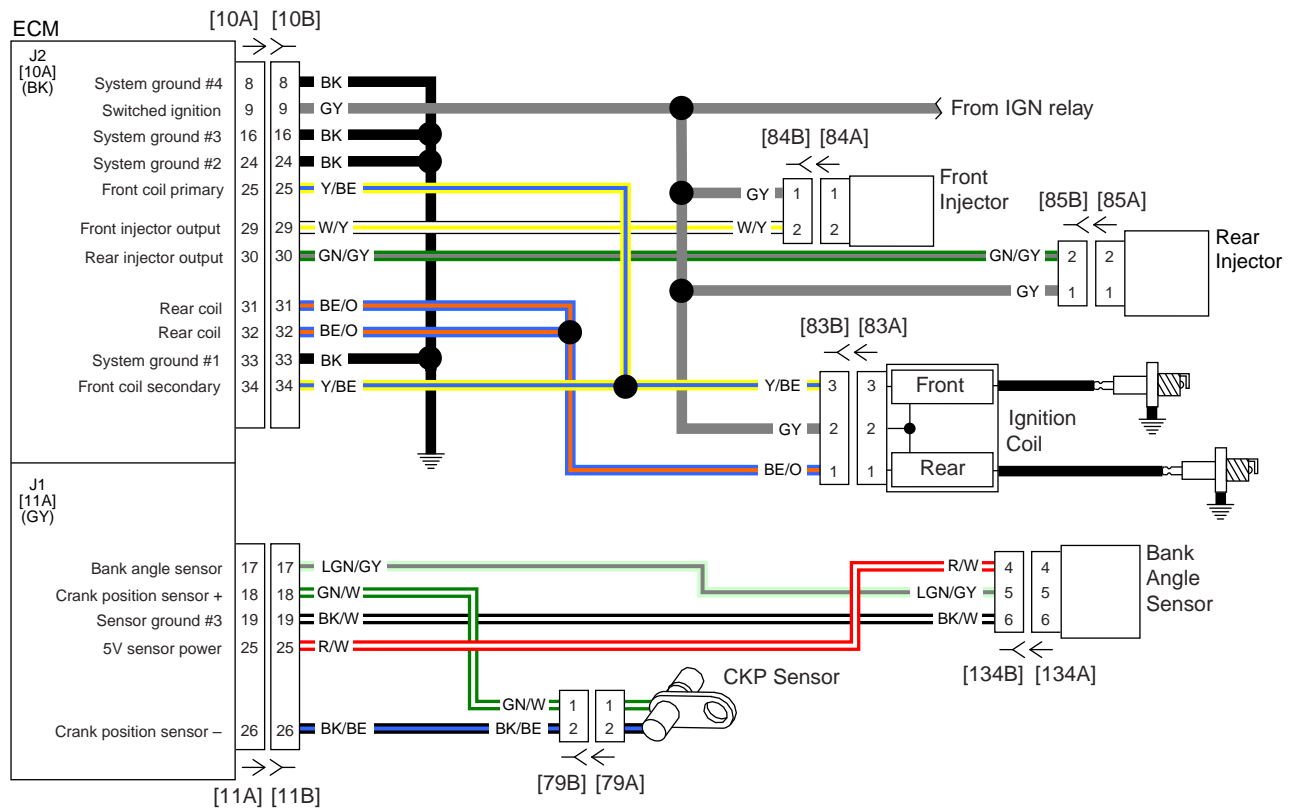 [10A] [10B]
ECM
J2
[10A]
(BK)
System ground #4 8 8 BK
Switched ignition 9 9 GY
From IGN relay
System ground #3 16 16 BK
System ground #2 24 24 BK
Front coil primary 25 25 Y/BE
Front injector output 29 29 W/Y W/Y
Rear injector output 30 30 GN/GY GN/GY
Rear coil 31 31 BE/O
Rear coil 32 32 BE/O
System ground #1 33 33 BK
Front coil secondary 34 34 Y/BE Y/BE
[84B] [84A]
GY 1 1
2 2
Front
Injector
[85B] [85A]
2 2
GY 1 1
Rear
Injector
[83B] [83A]
3 3 Front
GY 2 2
BE/O 1 1 Rear
Ignition
Coil
J1
[11A]
(GY)
Bank angle sensor 17 17 LGN/GY
Crank position sensor + 18 18 GN/W
Sensor ground #3 19 19 BK/W
5V sensor power 25 25 R/W
Crank position sensor – 26 26 BK/BE
R/W 4 4
LGN/GY 5 5
BK/W 6 6
Bank
Angle
Sensor
[134B] [134A]
CKP Sensor
GN/W 1 1
BK/BE 2 2
[79B] [79A]
[11A] [11B]